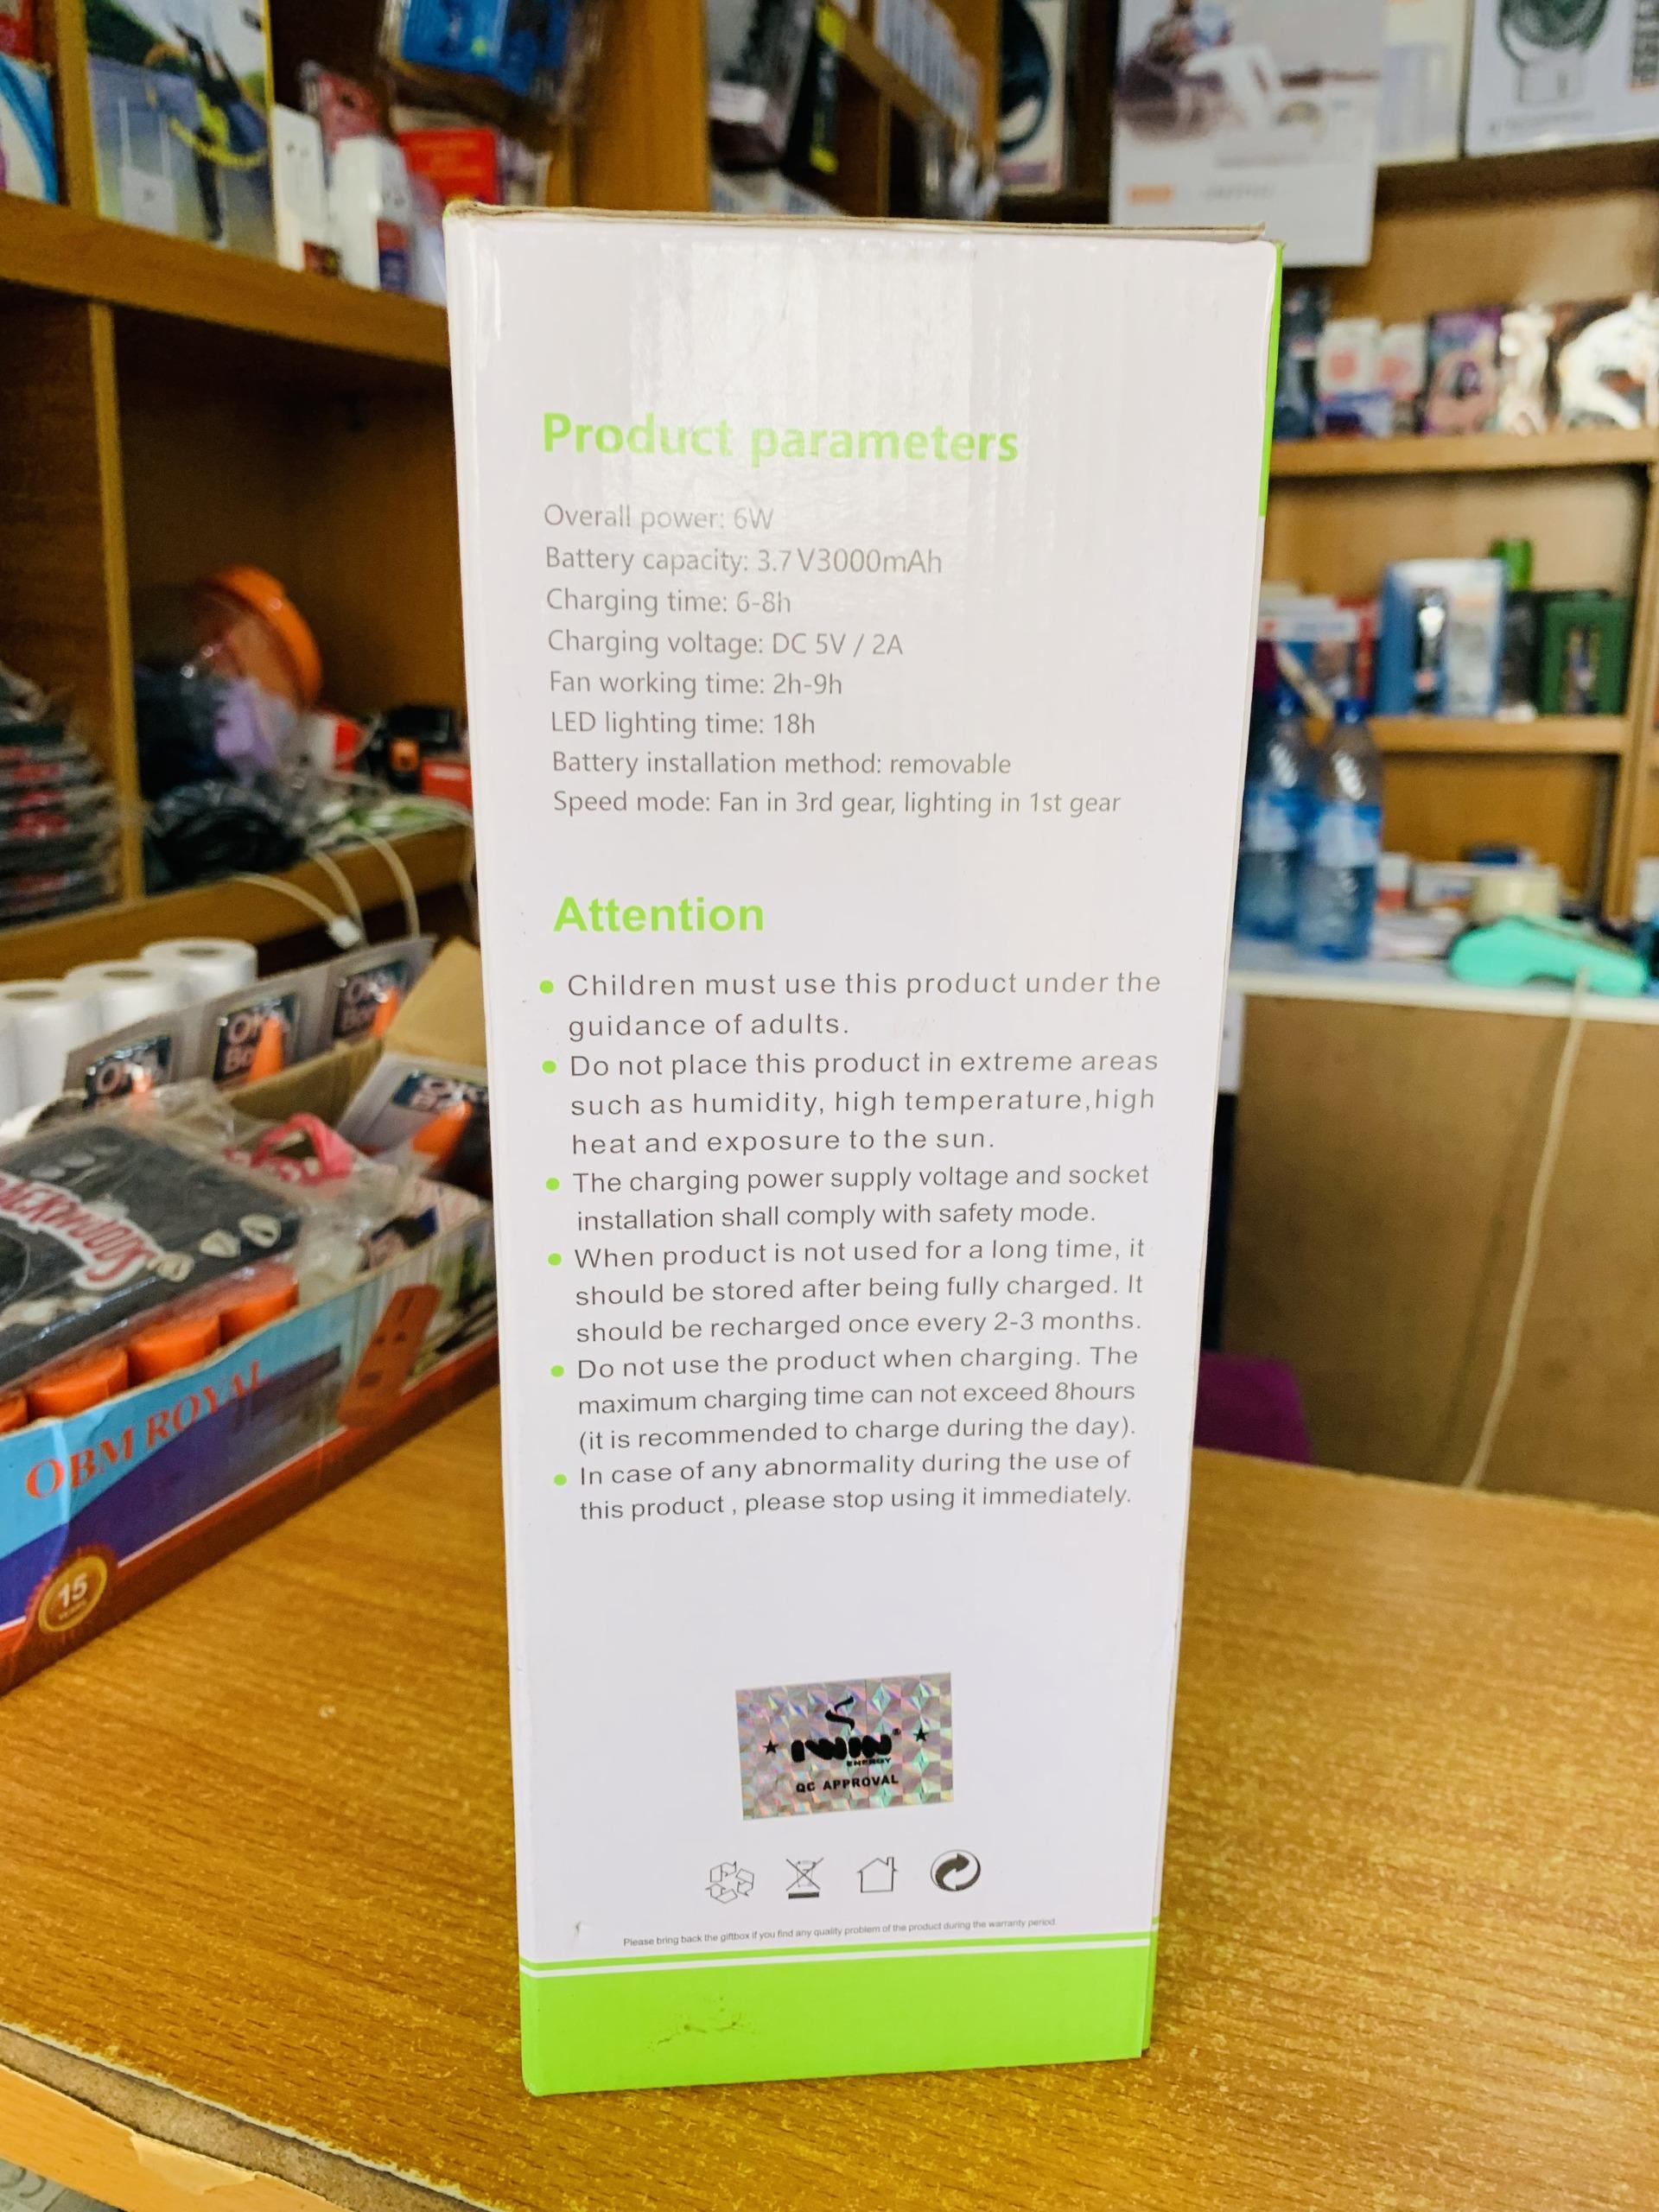 Product parameters
Overall power: 6W
Battery capacity: 3.7V3000mAh
Charging time: 6-8h
Charging voltage: DC 5V / 2A
Fan working time: 2h-9h
LED lighting time: 18h
Battery installation method: removable
Speed mode: Fan in 3rd gear, lighting in 1st gear
Attention
Children must use this product under the
guidance of adults.
Do not place this product in extreme areas
such as humidity, high temperature,high
heat and exposure to the sun.
The charging power supply voltage and socket
installation shall comply with safety mode.
When product is not used for a long time, it
should be stored after being fully charged. It
should be recharged once every 2-3 months.
Do not use the product when charging. The
maximum charging time can not exceed 8hours
(it is recommended to charge during the day).
In case of any abnormality during the use of
this product , please stop using it immediately.
IWIN®
ENERGY
QC APPROVAL
Please bring back the giftbox if you find any quality problem of the product during the warranty period.
OBM ROYAL
15